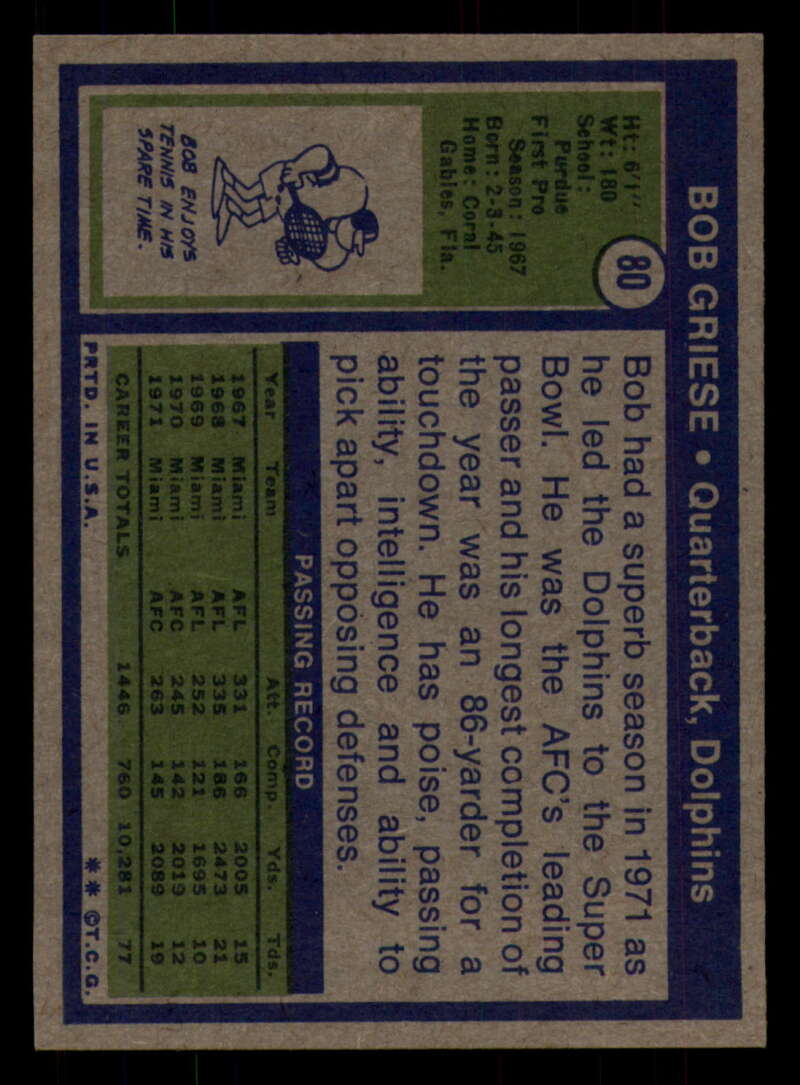 BOB GRIESE • Quarterback, Dolphins
80
Ht: 6'1"
Wt: 180
School:
Purdue
First Pro
Season: 1967
Born: 2-3-45
Home: Coral
Gables, Fla.
BOB ENJOYS
TENNIS IN HIS
SPARE TIME.
Bob had a superb season in 1971 as
he led the Dolphins to the Super
Bowl. He was the AFC's leading
passer and his longest completion of
the year was an 86-yarder for a
touchdown. He has poise, passing
ability, intelligence and ability to
pick apart opposing defenses.
PASSING RECORD
Year Team Att. Comp. Yds. Tds.
1967 Miami AFL 331 166 2005 15
1968 Miami AFL 335 186 2473 21
1969 Miami AFL 252 121 1695 10
1970 Miami AFC 245 142 2019 12
1971 Miami AFC 263 145 2089 19
CAREER TOTALS 1446 760 10,281 77
PRTD. IN U.S.A. ** ©T.C.G.